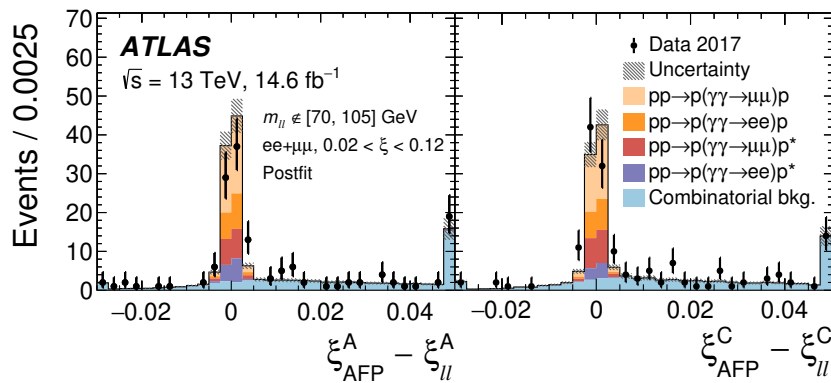 70
60
50
40
30
20
10
0
Events / 0.0025
ATLAS
√s = 13 TeV, 14.6 fb⁻¹
m_ll ∉ [70, 105] GeV
ee+μμ, 0.02 < ξ < 0.12
Postfit
−0.02 0 0.02 0.04
ξ^A_AFP − ξ^A_ll
Data 2017
Uncertainty
pp→p(γγ→μμ)p
pp→p(γγ→ee)p
pp→p(γγ→μμ)p*
pp→p(γγ→ee)p*
Combinatorial bkg.
−0.02 0 0.02 0.04
ξ^C_AFP − ξ^C_ll